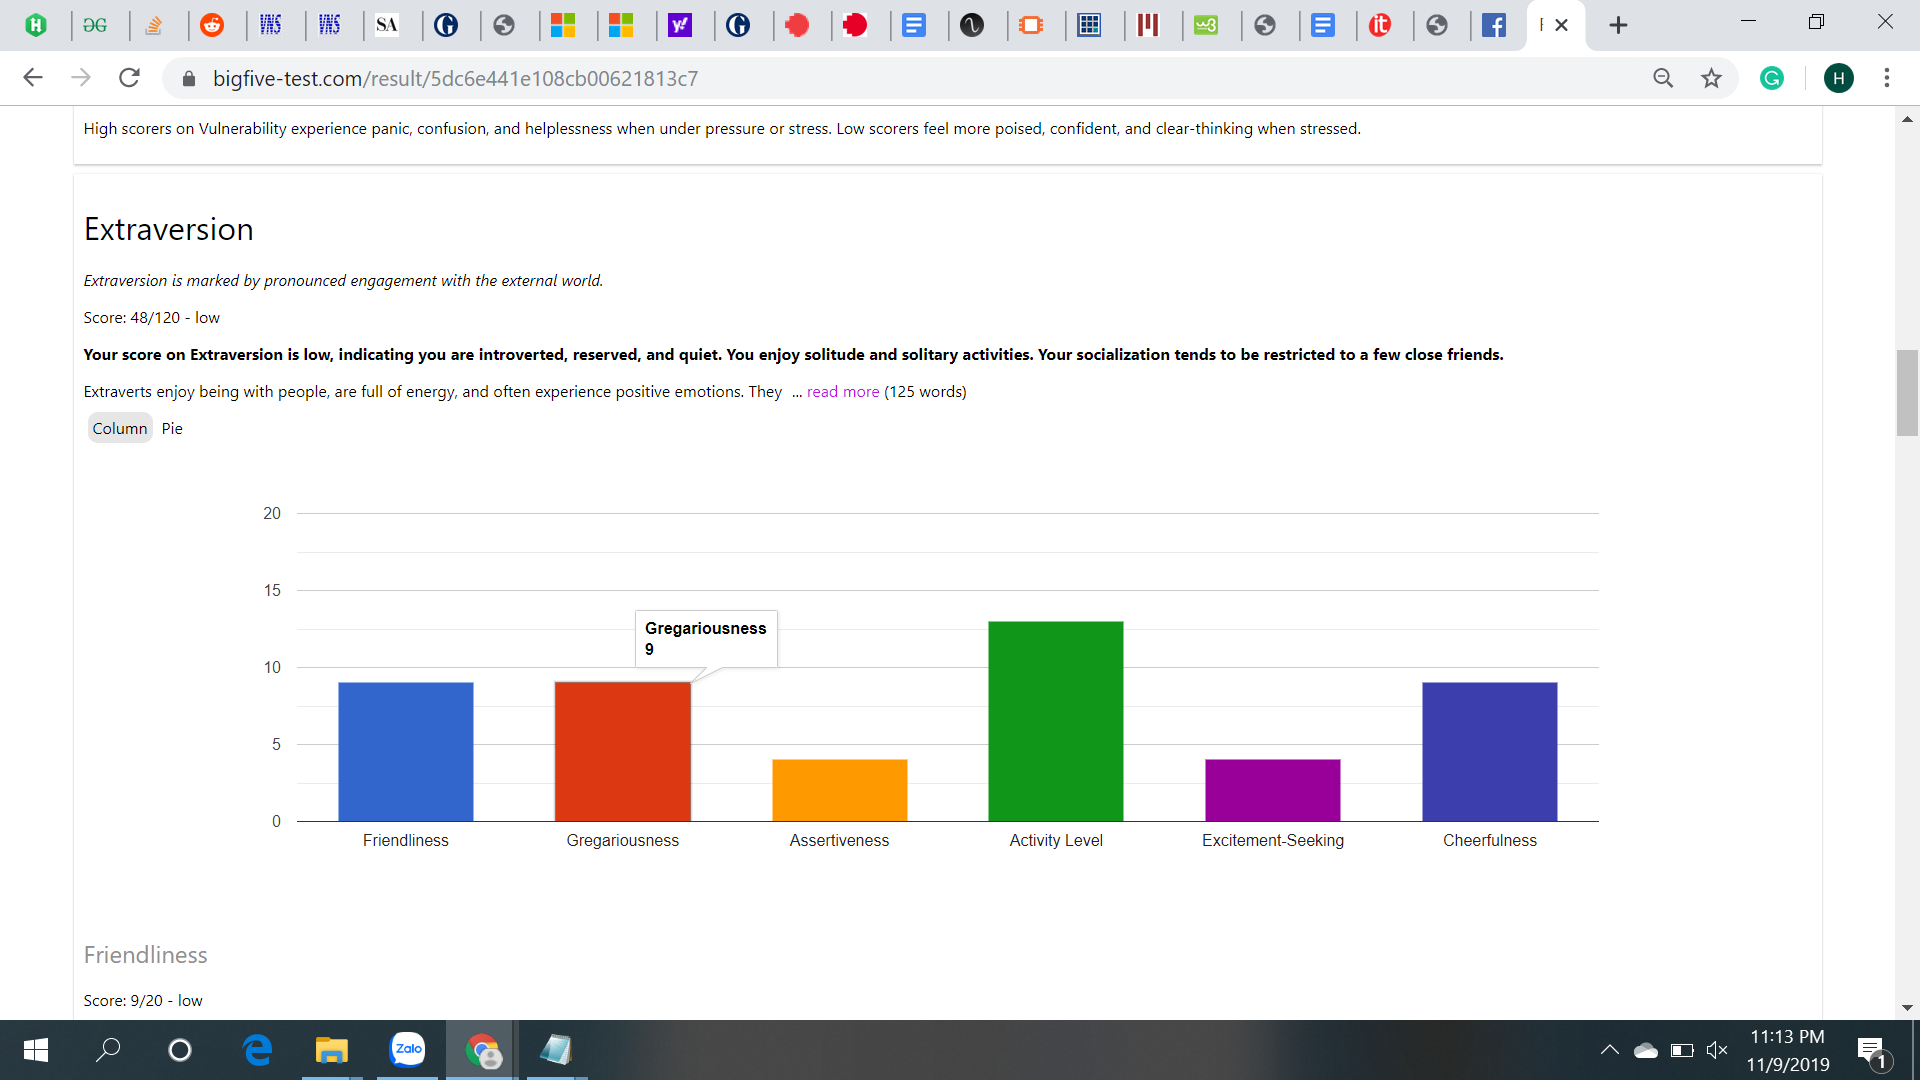 bigfive-test.com/result/5dc6e441e108cb00621813c7
H
High scorers on Vulnerability experience panic, confusion, and helplessness when under pressure or stress. Low scorers feel more poised, confident, and clear-thinking when stressed.
Extraversion
Extraversion is marked by pronounced engagement with the external world.
Score: 48/120 - low
Your score on Extraversion is low, indicating you are introverted, reserved, and quiet. You enjoy solitude and solitary activities. Your socialization tends to be restricted to a few close friends.
Extraverts enjoy being with people, are full of energy, and often experience positive emotions. They ... read more (125 words)
Column Pie
20
15
10
5
0
Gregariousness
9
Friendliness Gregariousness Assertiveness Activity Level Excitement-Seeking Cheerfulness
Friendliness
Score: 9/20 - low
Zalo
11:13 PM
11/9/2019
1